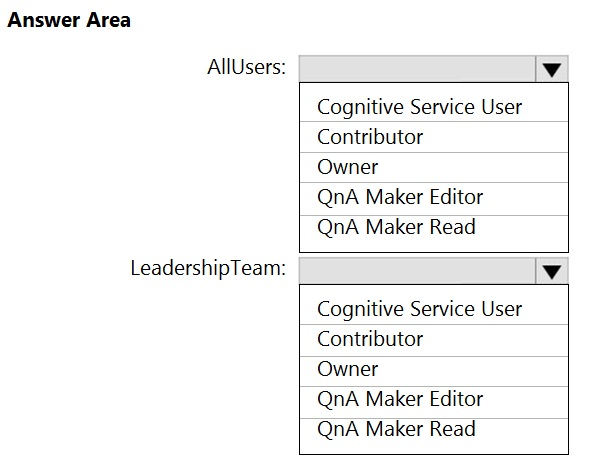 Answer Area
AllUsers:
Cognitive Service User
Contributor
Owner
QnA Maker Editor
QnA Maker Read
LeadershipTeam:
Cognitive Service User
Contributor
Owner
QnA Maker Editor
QnA Maker Read